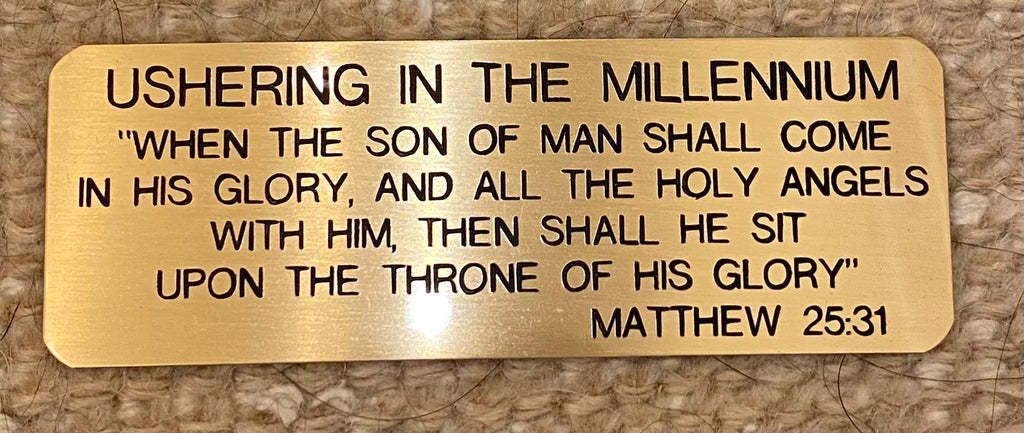 USHERING IN THE MILLENNIUM
"WHEN THE SON OF MAN SHALL COME
IN HIS GLORY, AND ALL THE HOLY ANGELS
WITH HIM, THEN SHALL HE SIT
UPON THE THRONE OF HIS GLORY"
MATTHEW 25:31